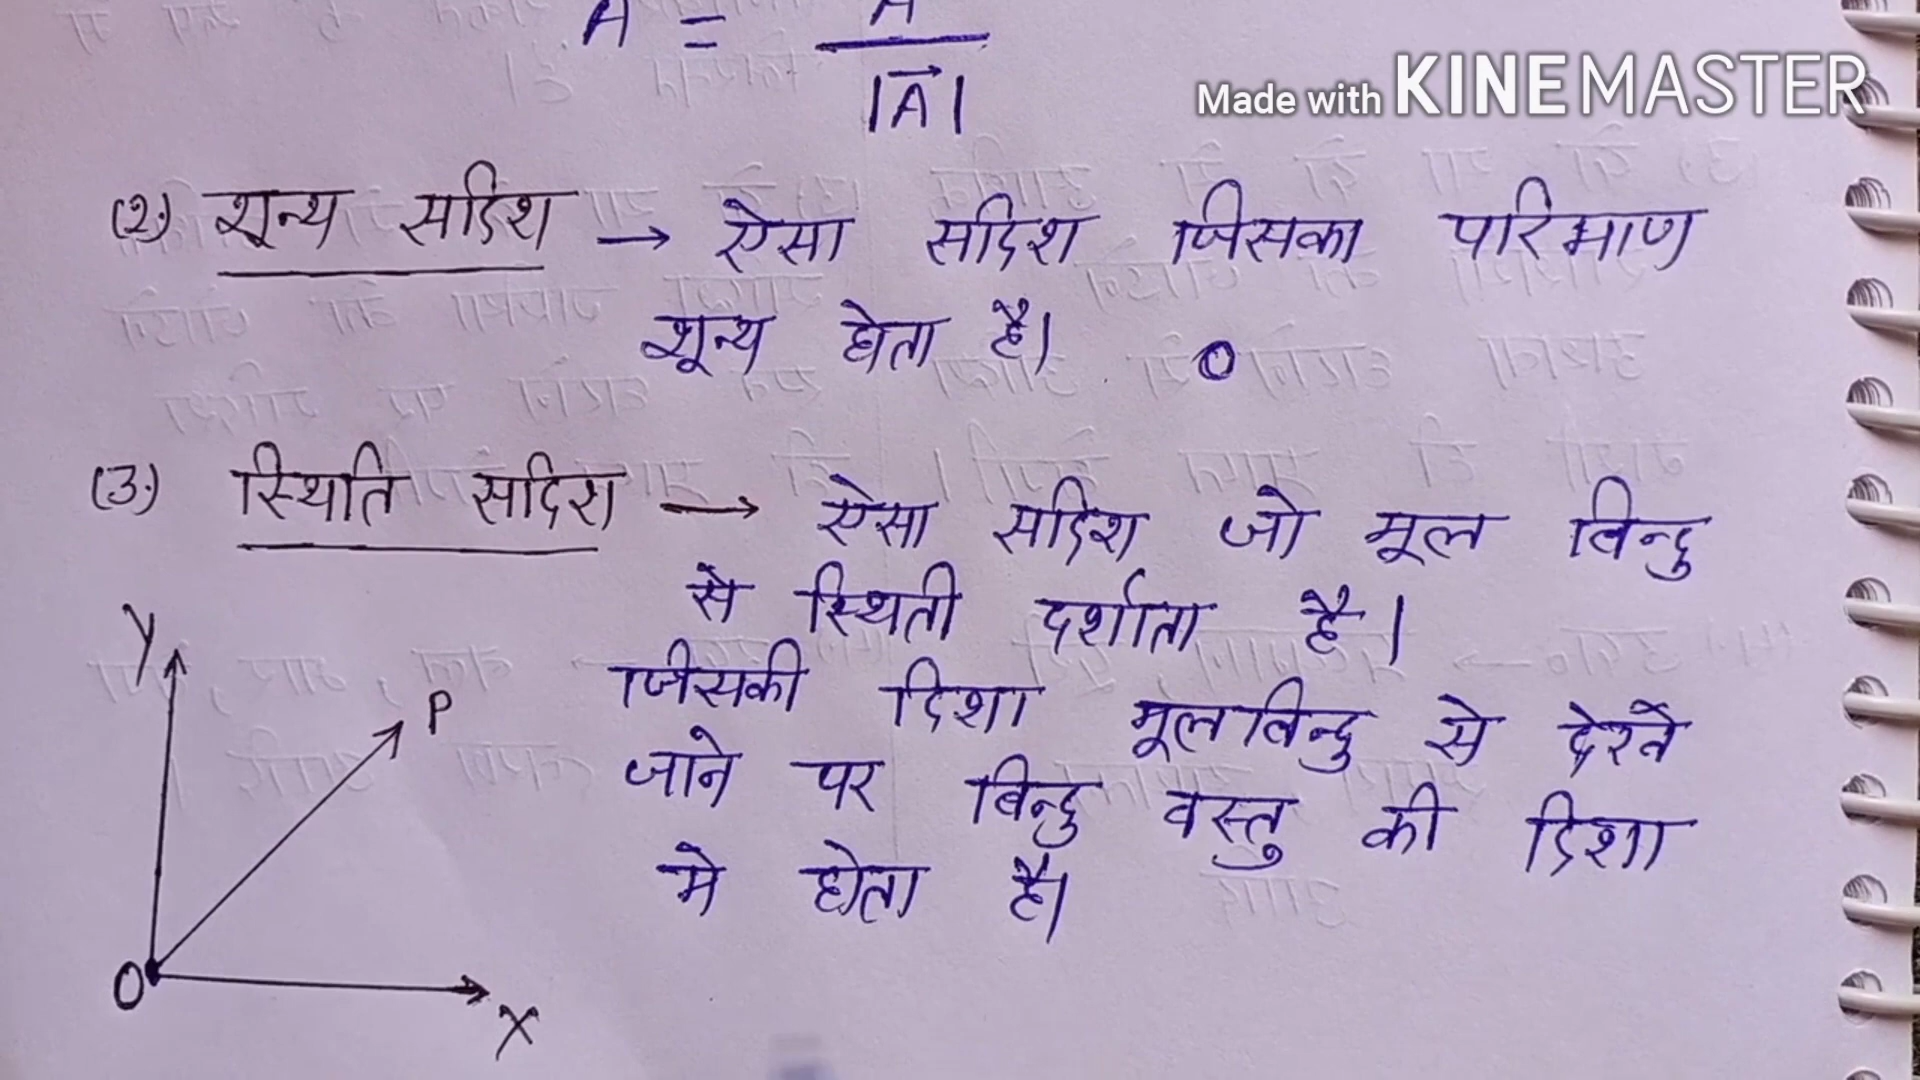 A = A
|A⃗|
Made with KINEMASTER
(2.) शून्य सदिश → ऐसा सदिश जिसका परिमाण
शून्य होता है। 0
(3.) स्थिति सदिश → ऐसा सदिश जो मूल बिन्दु
से स्थिती दर्शाता है।
जिसकी दिशा मूलबिन्दु से देखने
जाने पर बिन्दु वस्तु की दिशा
मे होता है।
Y
P
O
X